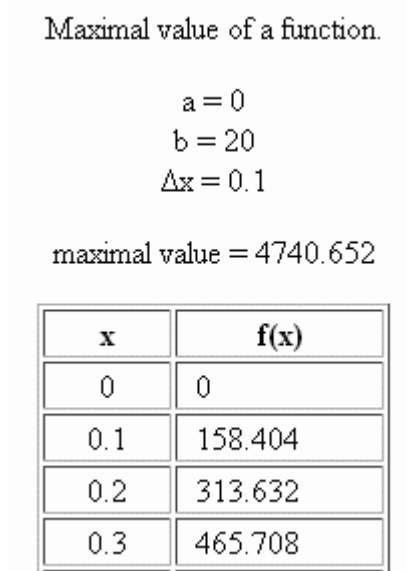 Maximal value of a function.
a = 0
b = 20
Δx = 0.1
maximal value = 4740.652
x f(x)
0 0
0.1 158.404
0.2 313.632
0.3 465.708